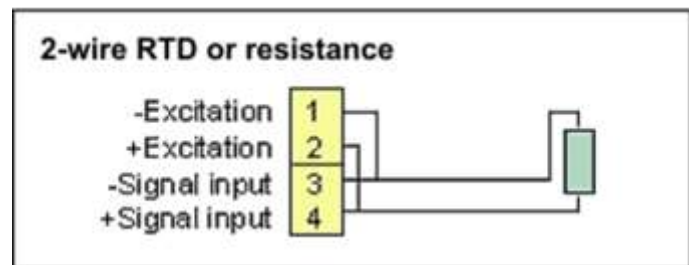 2-wire RTD or resistance
-Excitation 1
+Excitation 2
-Signal input 3
+Signal input 4